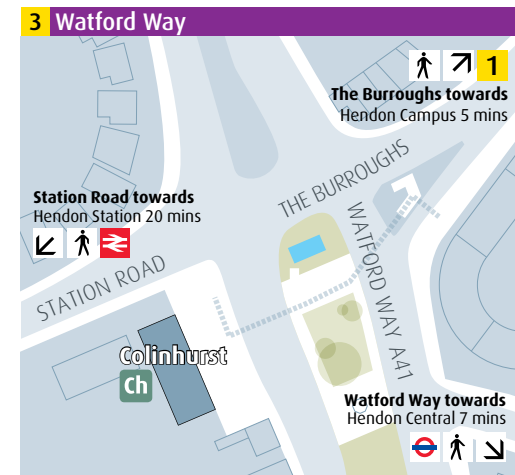 3 Watford Way
1
The Burroughs towards
Hendon Campus 5 mins
THE BURROUGHS
Station Road towards
Hendon Station 20 mins
WATFORD WAY A41
STATION ROAD
Colinhurst
Ch
Watford Way towards
Hendon Central 7 mins